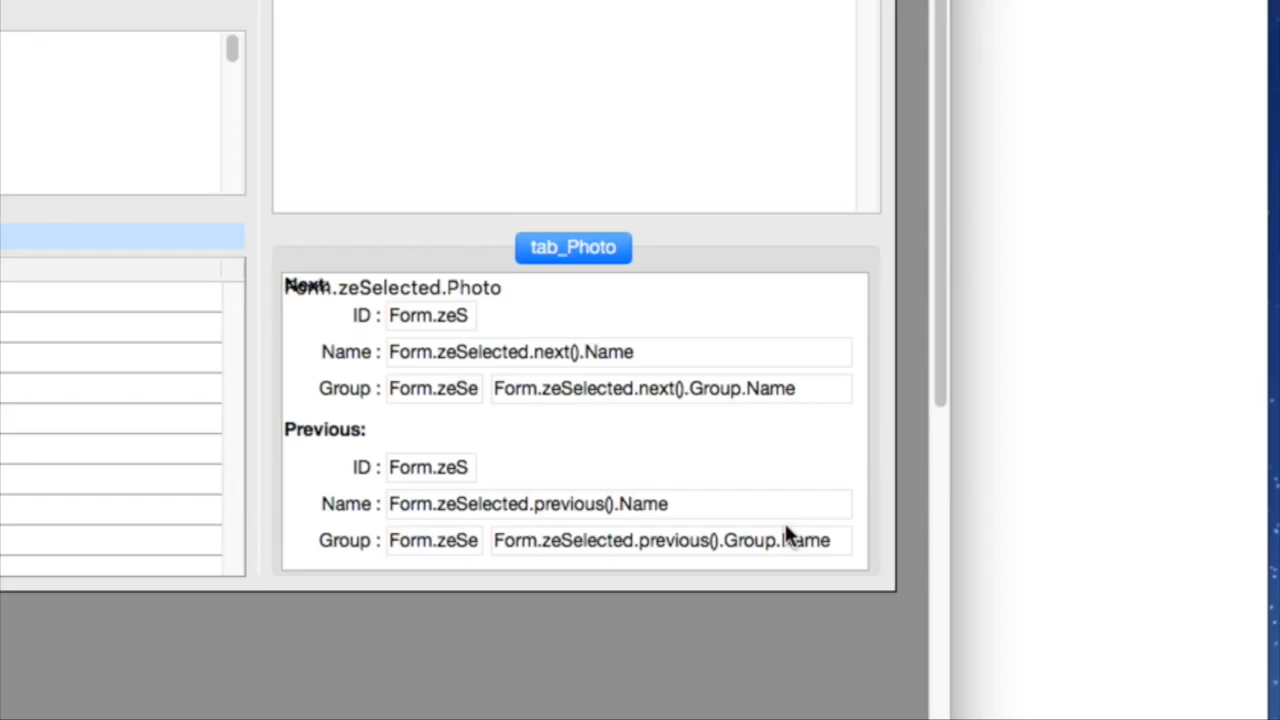 tab_Photo
Next:
Form.zeSelected.Photo
ID : Form.zeS
Name : Form.zeSelected.next().Name
Group : Form.zeSe Form.zeSelected.next().Group.Name
Previous:
ID : Form.zeS
Name : Form.zeSelected.previous().Name
Group : Form.zeSe Form.zeSelected.previous().Group.Name